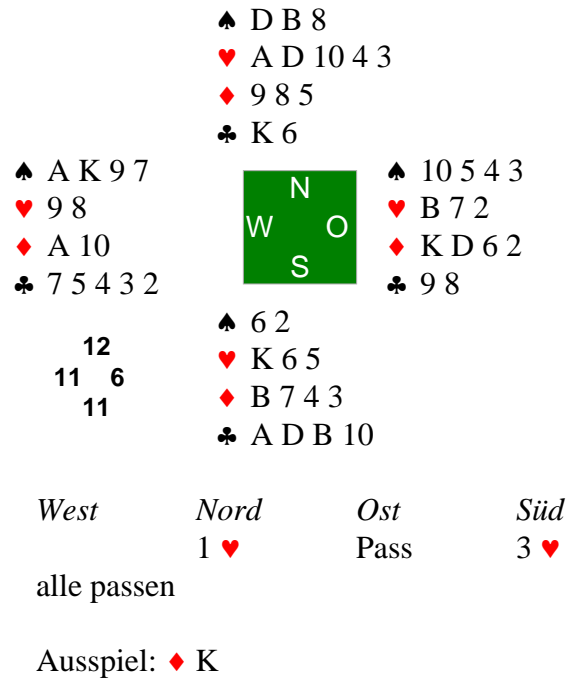 ♠ D B 8
♥ A D 10 4 3
♦ 9 8 5
♣ K 6
♠ A K 9 7
♥ 9 8
♦ A 10
♣ 7 5 4 3 2
N
W O
S
♠ 10 5 4 3
♥ B 7 2
♦ K D 6 2
♣ 9 8
♠ 6 2
♥ K 6 5
♦ B 7 4 3
♣ A D B 10
12
11 6
11
West Nord Ost Süd
1 ♥ Pass 3 ♥
alle passen
Ausspiel: ♦ K